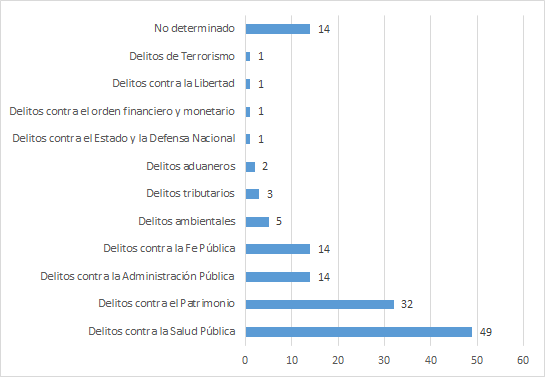 No determinado 14
Delitos de Terrorismo 1
Delitos contra la Libertad 1
Delitos contra el orden financiero y monetario 1
Delitos contra el Estado y la Defensa Nacional 1
Delitos aduaneros 2
Delitos tributarios 3
Delitos ambientales 5
Delitos contra la Fe Pública 14
Delitos contra la Administración Pública 14
Delitos contra el Patrimonio 32
Delitos contra la Salud Pública 49
0 10 20 30 40 50 60